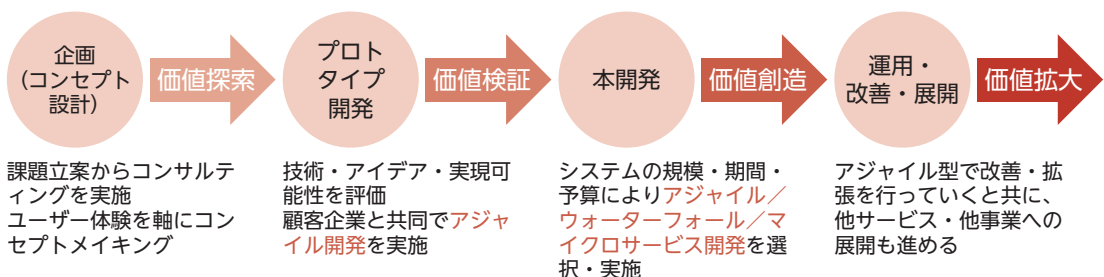 企画
(コンセプト
設計)
価値探索
プロト
タイプ
開発
価値検証
本開発
価値創造
運用・
改善・展開
価値拡大
課題立案からコンサルテ
ィングを実施
ユーザー体験を軸にコン
セプトメイキング
技術・アイデア・実現可
能性を評価
顧客企業と共同でアジャ
イル開発を実施
システムの規模・期間・
予算によりアジャイル／
ウォーターフォール／マ
イクロサービス開発を選
択・実施
アジャイル型で改善・拡
張を行っていくと共に、
他サービス・他事業への
展開も進める